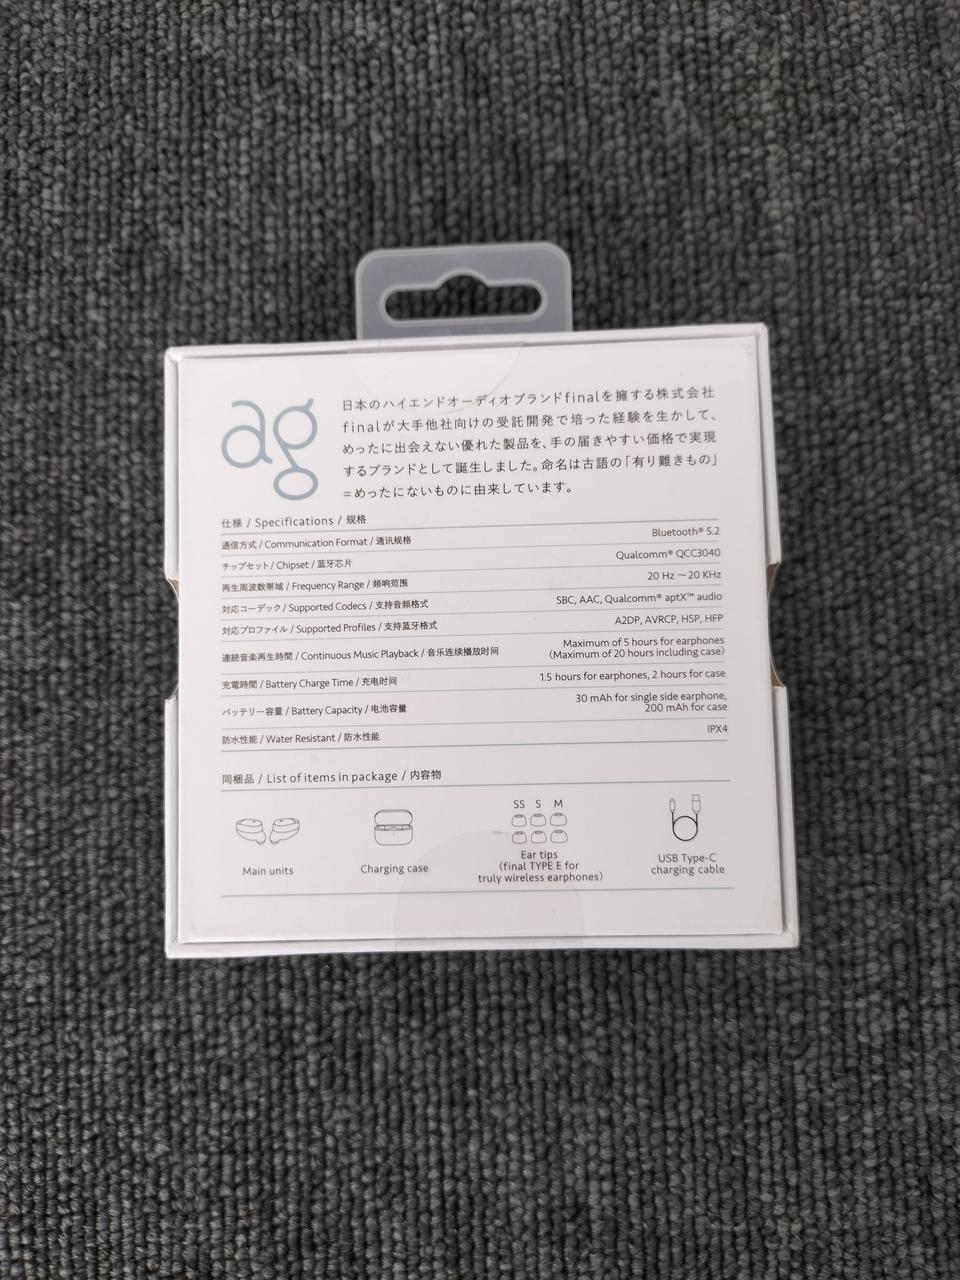 ag
日本のハイエンドオーディオブランドfinalを擁する株式会社
finalが大手他社向けの受託開発で培った経験を生かして、
めったに出会えない優れた製品を、手の届きやすい価格で実現
するブランドとして誕生しました。命名は古語の「有り難きもの」
=めったにないものに由来しています。
仕様 / Specifications / 规格
通信方式 / Communication Format / 通讯规格 Bluetooth® 5.2
チップセット / Chipset / 蓝牙芯片 Qualcomm® QCC3040
再生周波数帯域 / Frequency Range / 频响范围 20 Hz ～ 20 KHz
対応コーデック / Supported Codecs / 支持音频格式 SBC, AAC, Qualcomm® aptX™ audio
対応プロファイル / Supported Profiles / 支持蓝牙格式 A2DP, AVRCP, HSP, HFP
連続音楽再生時間 / Continuous Music Playback / 音乐连续播放时间 Maximum of 5 hours for earphones
(Maximum of 20 hours including case)
充電時間 / Battery Charge Time / 充电时间 1.5 hours for earphones, 2 hours for case
バッテリー容量 / Battery Capacity / 电池容量 30 mAh for single side earphone,
200 mAh for case
防水性能 / Water Resistant / 防水性能 IPX4
同梱品 / List of items in package / 内容物
SS S M
Main units
Charging case
Ear tips
(final TYPE E for
truly wireless earphones)
USB Type-C
charging cable